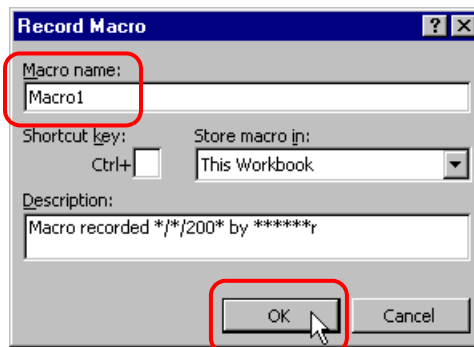 Record Macro
Macro name:
Macro1
Shortcut key: Store macro in:
Ctrl+ This Workbook
Description:
Macro recorded */*/200* by ******r
OK Cancel